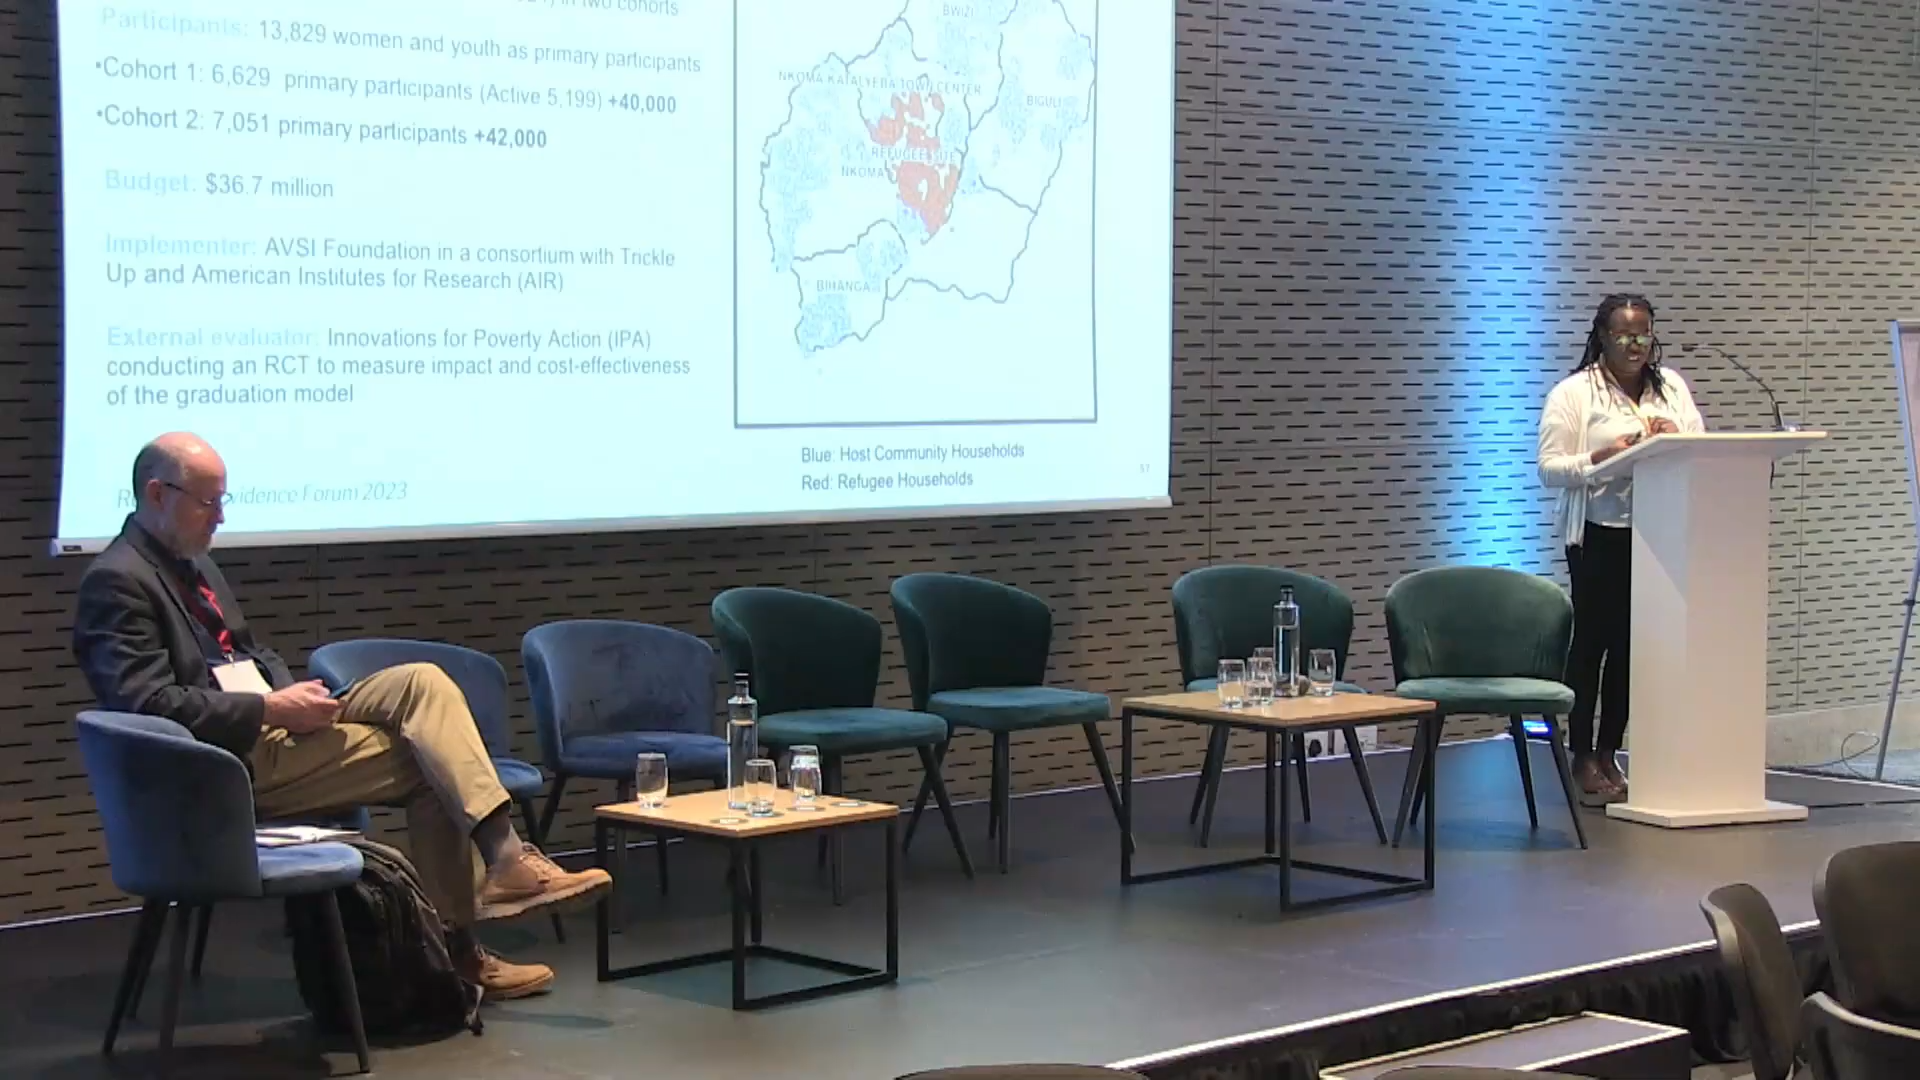 in two cohorts
Participants: 13,829 women and youth as primary participants
•Cohort 1: 6,629 primary participants (Active 5,199) +40,000
•Cohort 2: 7,051 primary participants +42,000
Budget: $36.7 million
Implementer: AVSI Foundation in a consortium with Trickle
Up and American Institutes for Research (AIR)
External evaluator: Innovations for Poverty Action (IPA)
conducting an RCT to measure impact and cost-effectiveness
of the graduation model
Evidence Forum 2023
BWIZI
NKOMA KATALYEBA TOWN CENTER
BIGULI
REFUGEE
NKOMA
BIHANGA
Blue: Host Community Households
Red: Refugee Households